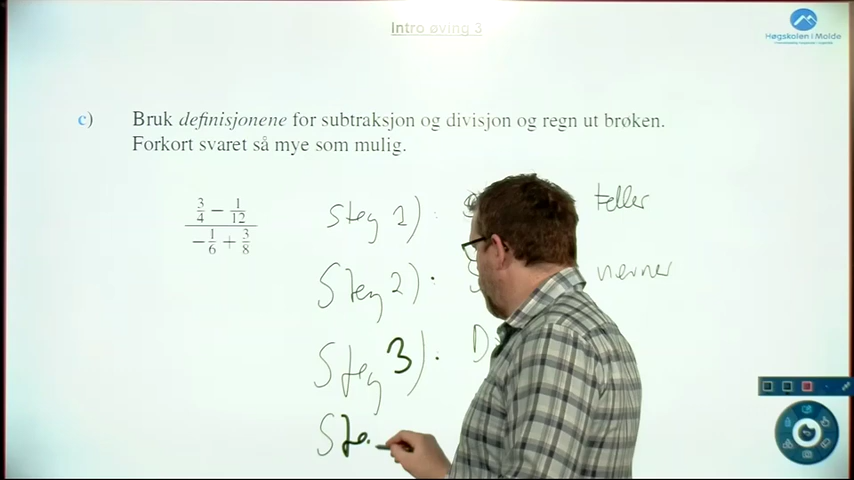 Intro øving 3
Høgskolen i Molde
c) Bruk definisjonene for subtraksjon og divisjon og regn ut brøken.
Forkort svaret så mye som mulig.
3/4 − 1/12
−1/6 + 3/8
Steg 1): teller
Steg 2): nevner
Steg 3): D
Ste